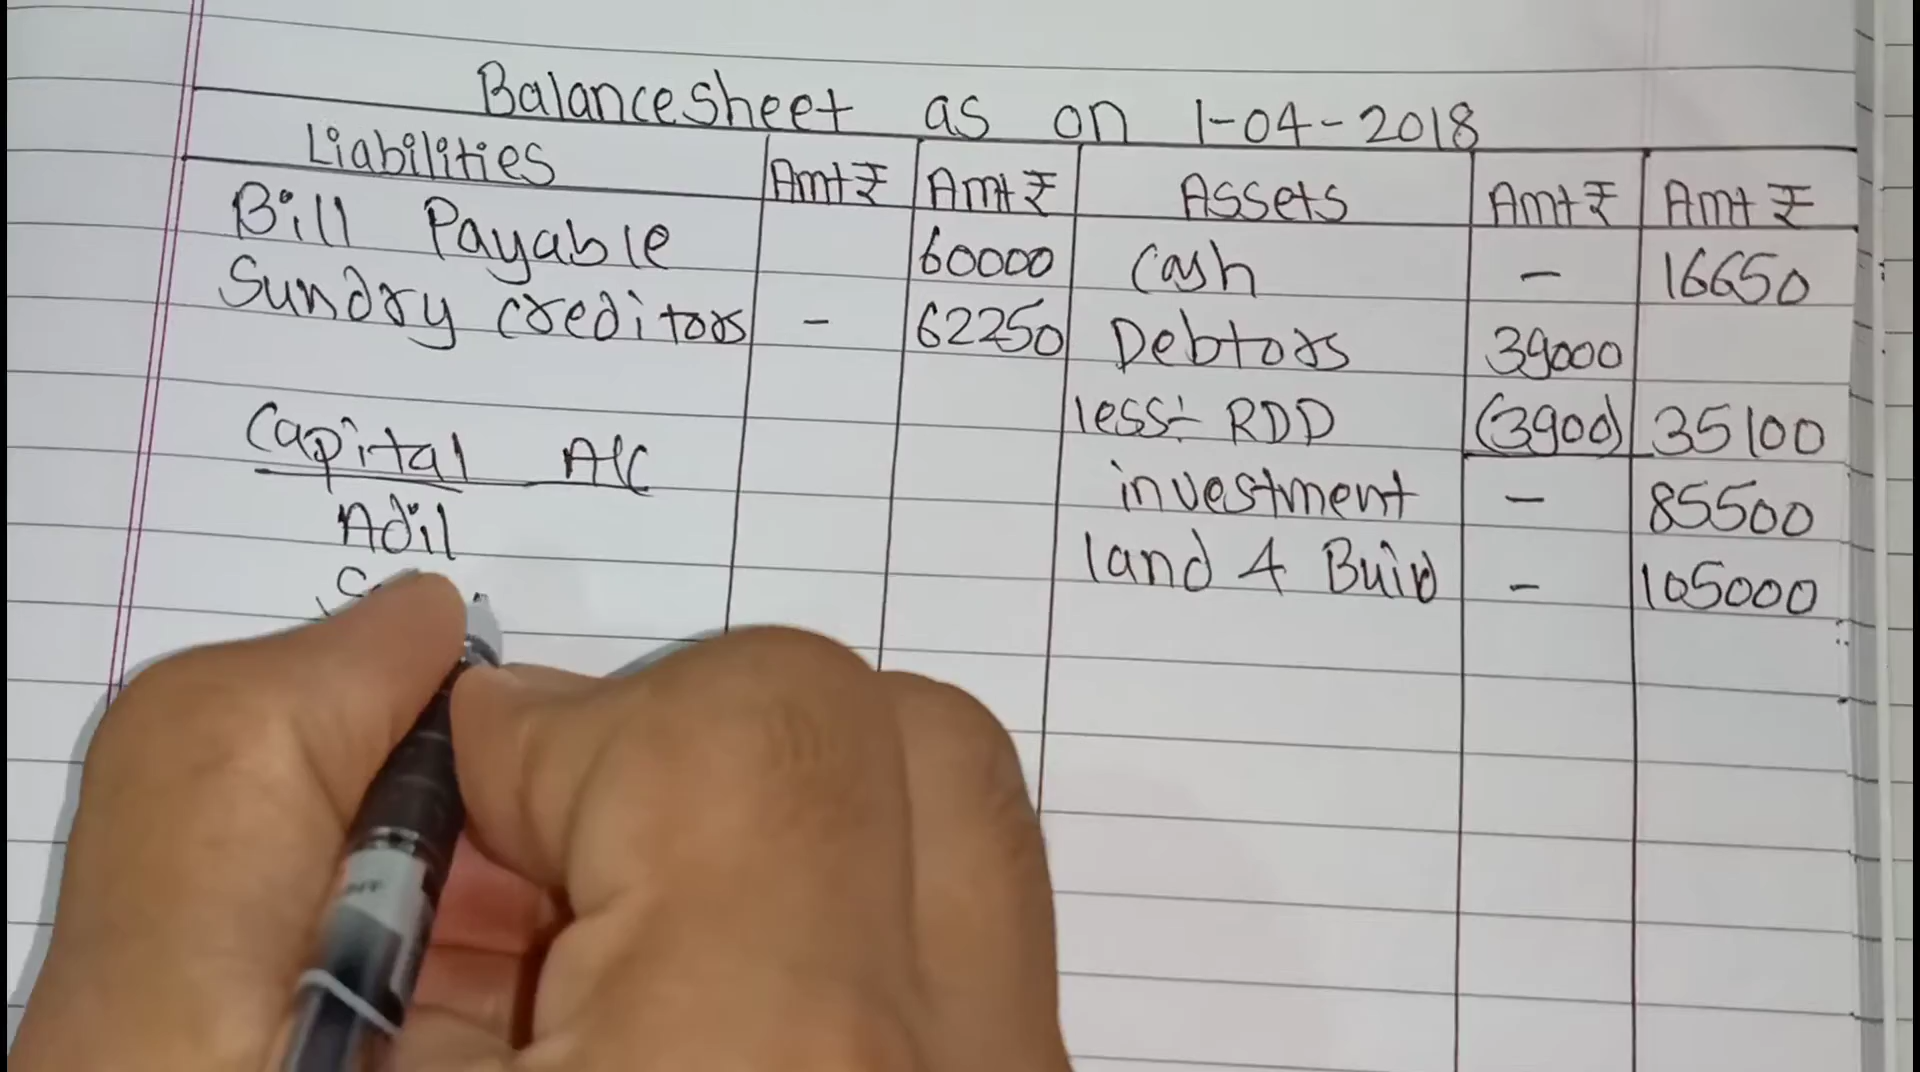 Balancesheet as on 1-04-2018
Liabilities Amt ₹ Amt ₹ Assets Amt ₹ Amt ₹
Bill Payable 60000 Cash - 16650
Sundry creditors - 62250 Debtors 39000
less:- RDD (3900) 35100
Capital A/C investment - 85500
Adil land & Buid - 105000